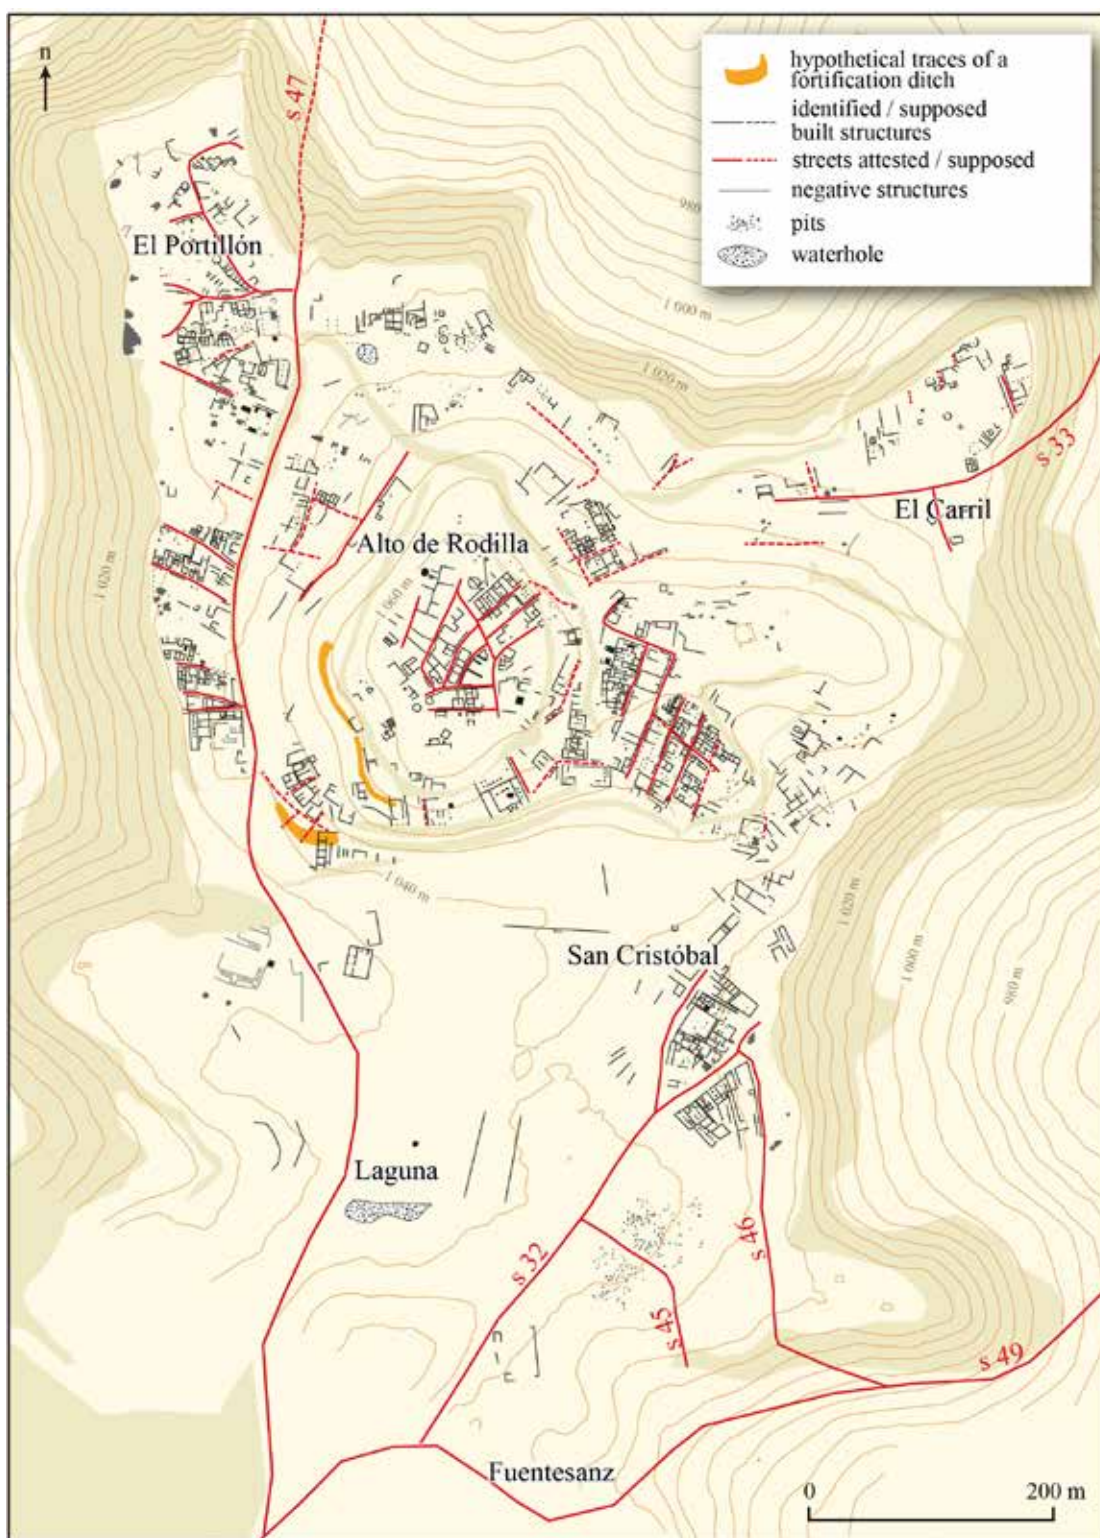 n
s 47
hypothetical traces of a
fortification ditch
identified / supposed
built structures
streets attested / supposed
negative structures
pits
waterhole
El Portillón
980
1 000 m
1 020 m
s 33
El Carril
Alto de Rodilla
1 020 m
1 060 m
1 040 m
1 020 m
1 000 m
980 m
San Cristóbal
Laguna
s 32
s 46
s 45
s 49
Fuentesanz
0
200 m